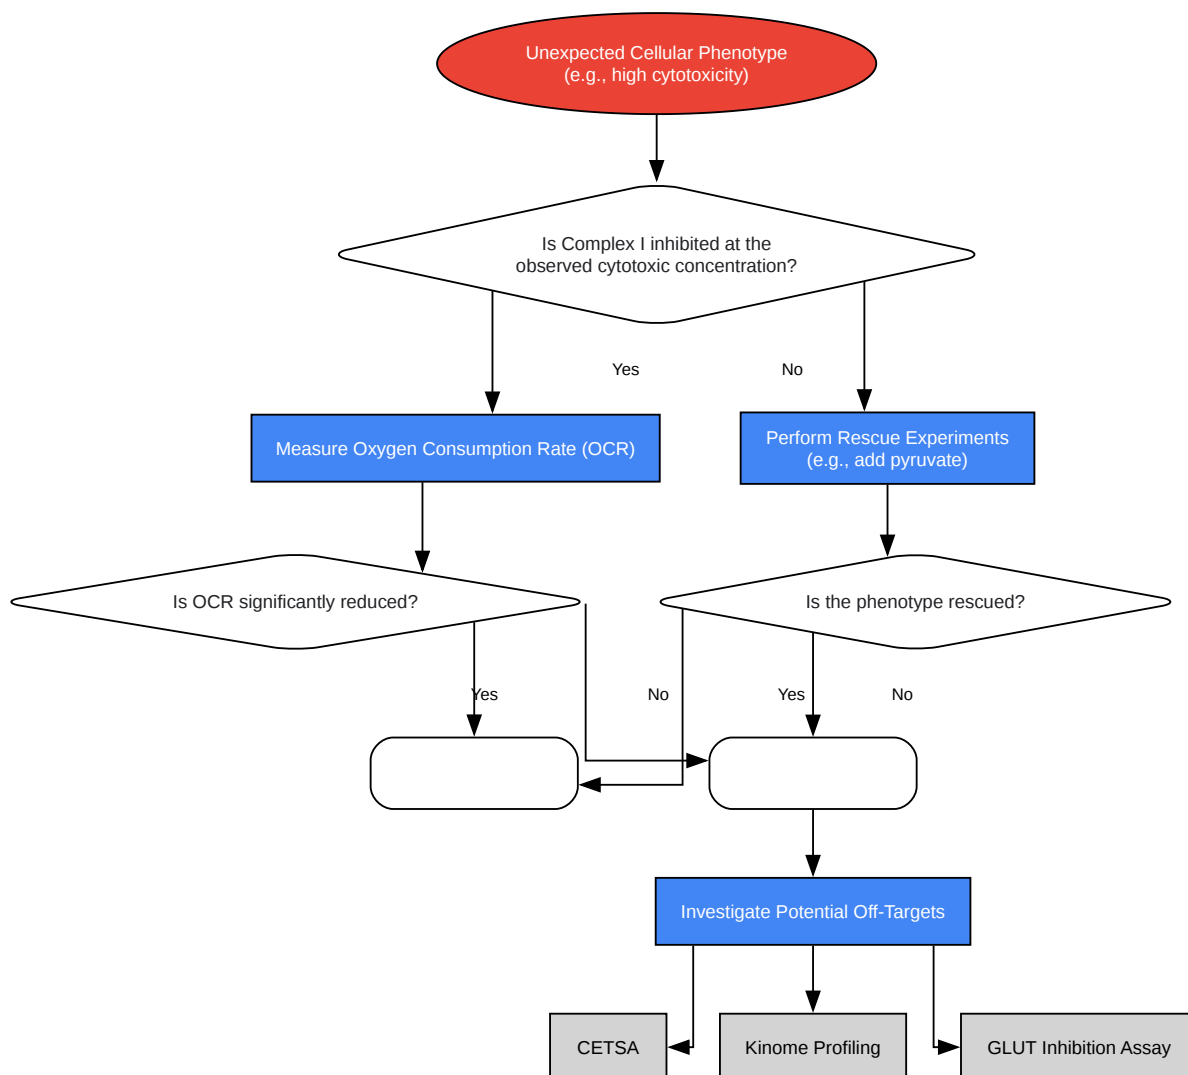 Unexpected Cellular Phenotype
(e.g., high cytotoxicity)
Is Complex I inhibited at the
observed cytotoxic concentration?
Yes
No
Measure Oxygen Consumption Rate (OCR)
Perform Rescue Experiments
(e.g., add pyruvate)
Is OCR significantly reduced?
Is the phenotype rescued?
Yes
No
Yes
No
Investigate Potential Off-Targets
CETSA
Kinome Profiling
GLUT Inhibition Assay